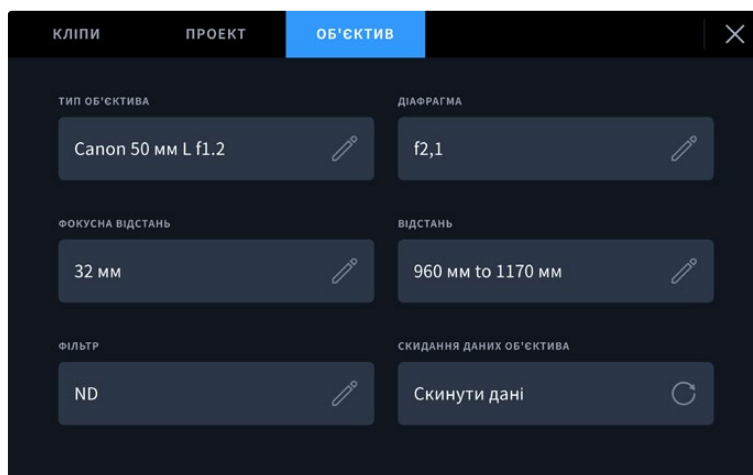 КЛІПИ ПРОЕКТ ОБ'ЄКТИВ
ТИП ОБ'ЄКТИВА ДІАФРАГМА
Canon 50 мм L f1.2 f2,1
ФОКУСНА ВІДСТАНЬ ВІДСТАНЬ
32 мм 960 мм to 1170 мм
ФІЛЬТР СКИДАННЯ ДАНИХ ОБ'ЄКТИВА
ND Скинути дані